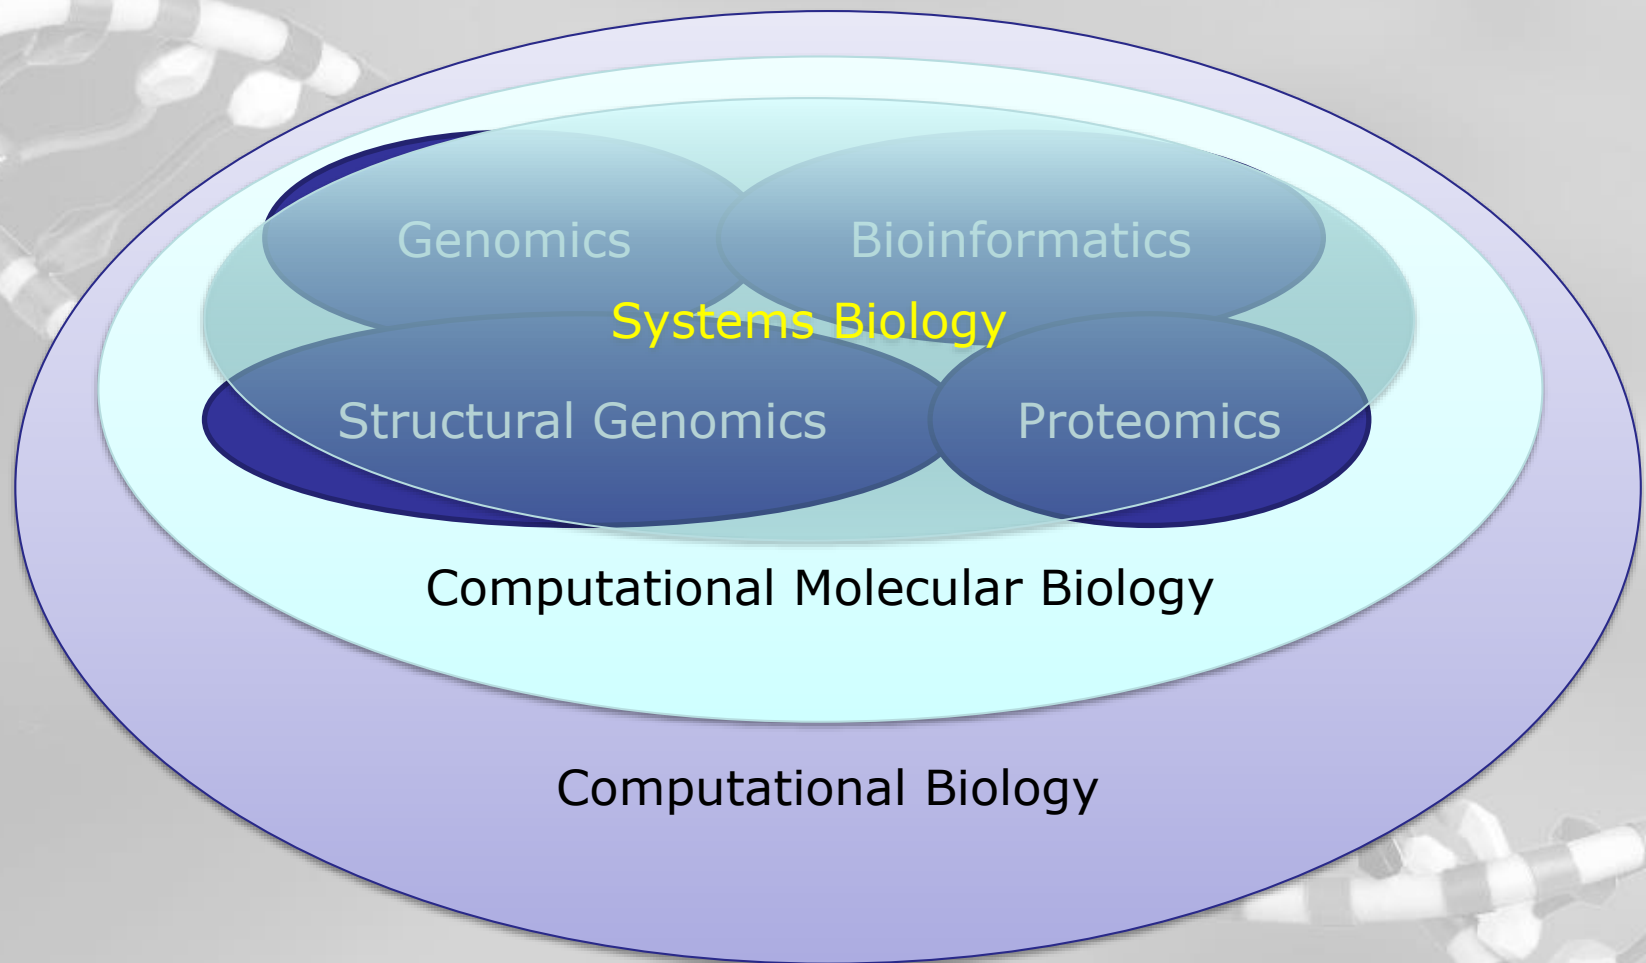 Genomics
Bioinformatics
Systems Biology
Structural Genomics
Proteomics
Computational Molecular Biology
Computational Biology